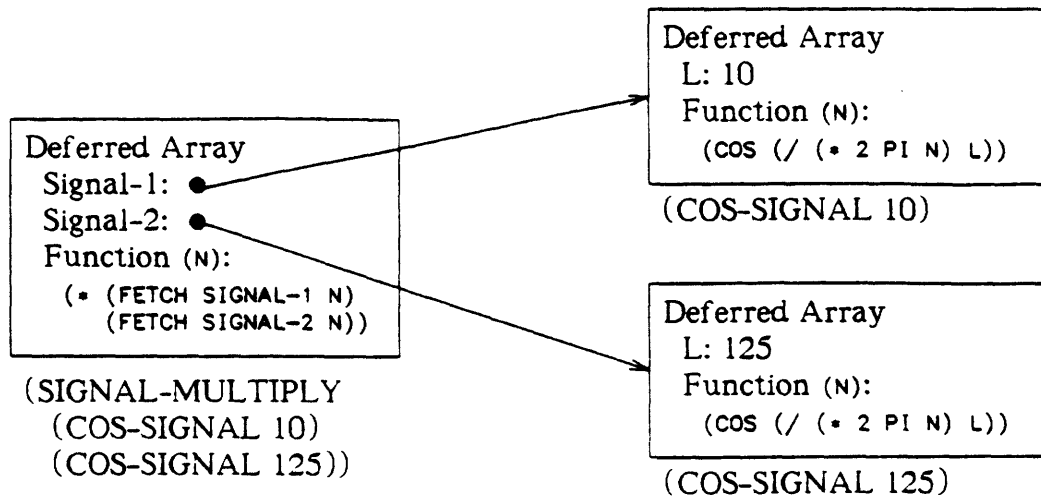 Deferred Array
Signal-1:
Signal-2:
Function (N):
(* (FETCH SIGNAL-1 N)
(FETCH SIGNAL-2 N))
(SIGNAL-MULTIPLY
(COS-SIGNAL 10)
(COS-SIGNAL 125))
Deferred Array
L: 10
Function (N):
(COS (/ (* 2 PI N) L))
(COS-SIGNAL 10)
Deferred Array
L: 125
Function (N):
(COS (/ (* 2 PI N) L))
(COS-SIGNAL 125)